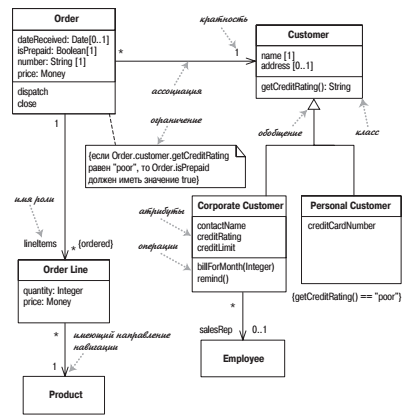 Order
dateReceived: Date[0..1]
isPrepaid: Boolean[1]
number: String [1]
price: Money
dispatch
close
кратность
*
1
ассоциация
Customer
name [1]
address [0..1]
getCreditRating(): String
ограничение
обобщение
класс
{если Order.customer.getCreditRating
равен "poor", то Order.isPrepaid
должен иметь значение true}
1
имя роли
lineItems
* {ordered}
атрибуты
операции
Corporate Customer
contactName
creditRating
creditLimit
billForMonth(Integer)
remind()
Personal Customer
creditCardNumber
{getCreditRating() == "poor"}
Order Line
quantity: Integer
price: Money
*
имеющий направление
навигации
1
Product
*
salesRep
0..1
Employee